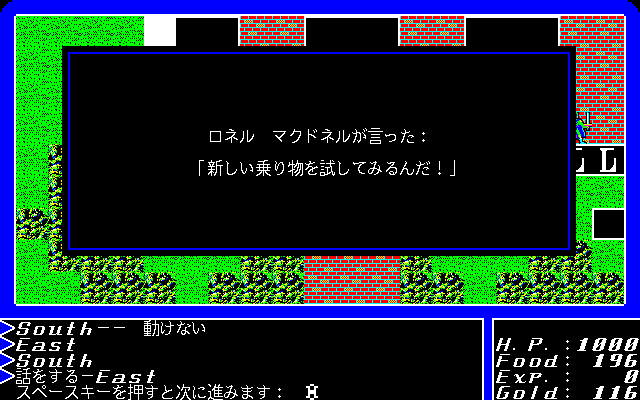 ロネル　マクドネルが言った：
「新しい乗り物を試してみるんだ！」
LL
South-- 動けない
East
South
話をする-East
スペースキーを押すと次に進みます：
H.P.:1000
Food: 196
Exp.: 0
Gold: 116